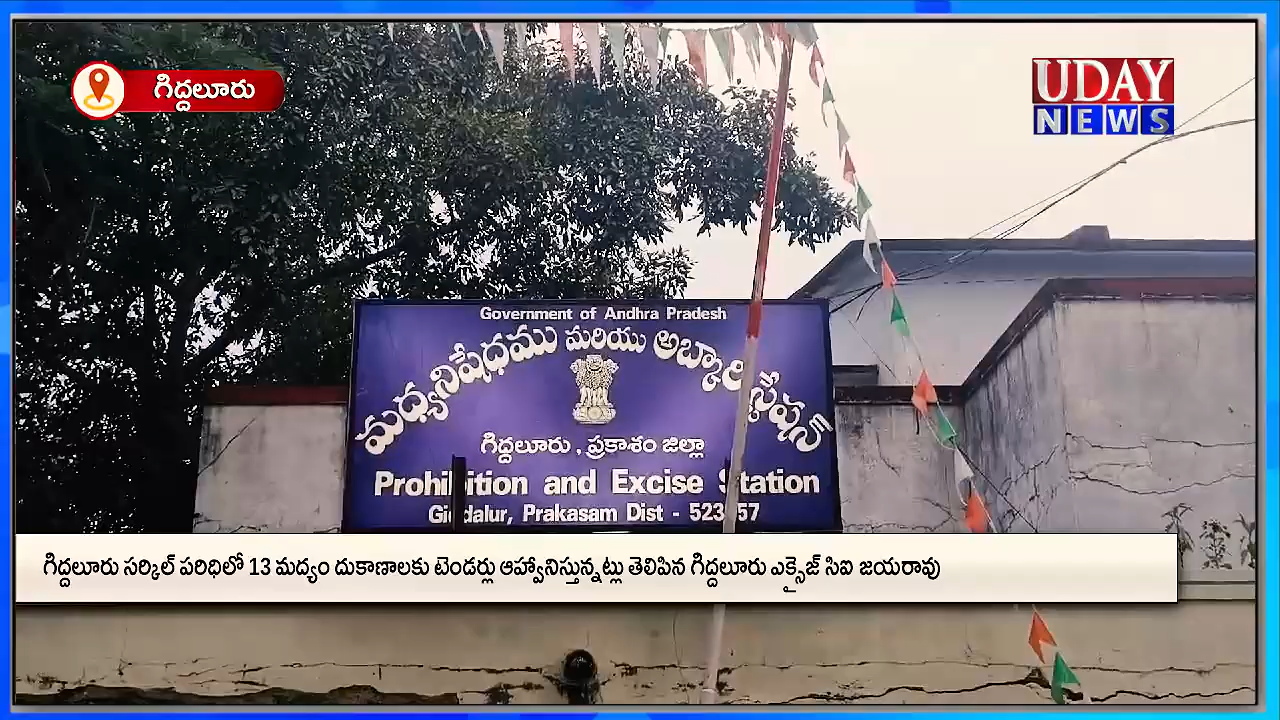 గిద్దలూరు
UDAY
NEWS
Government of Andhra Pradesh
మద్యనిషేధము మరియు అబ్కారి స్టేషన్
గిద్దలూరు, ప్రకాశం జిల్లా
Prohibition and Excise Station
Giddalur, Prakasam Dist -
గిద్దలూరు సర్కిల్ పరిధిలో 13 మద్యం దుకాణాలకు టెండర్లు ఆహ్వానిస్తున్నట్లు తెలిపిన గిద్దలూరు ఎక్సైజ్ సిఐ జయరావు